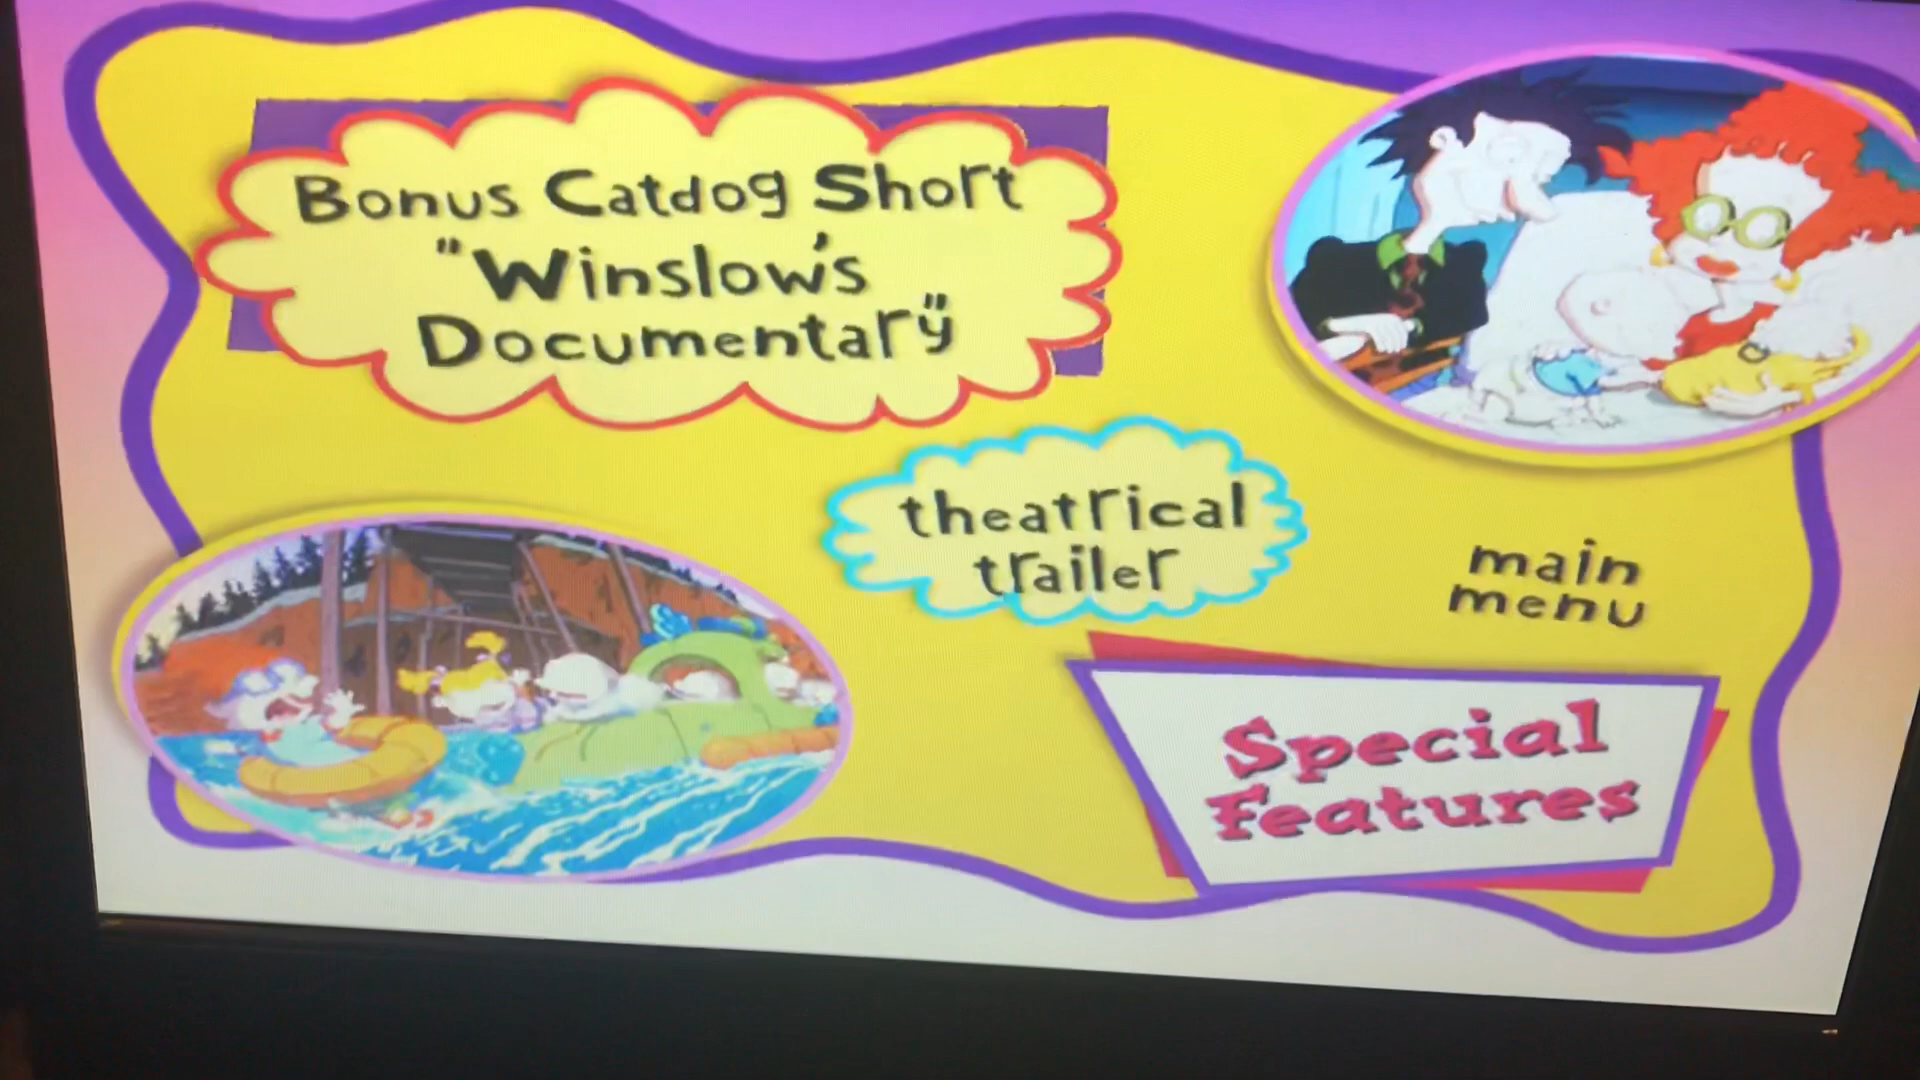 Bonus Catdog Short
"Winslow's
Documentary"
theatrical
trailer
main
menu
Special
Features